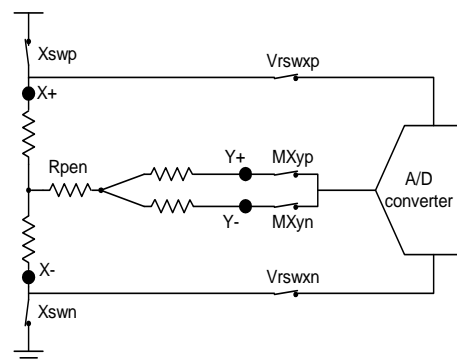 Xswp
Vrswxp
X+
Rpen
Y+
MXyp
A/D
converter
Y-
MXyn
X-
Vrswxn
Xswn